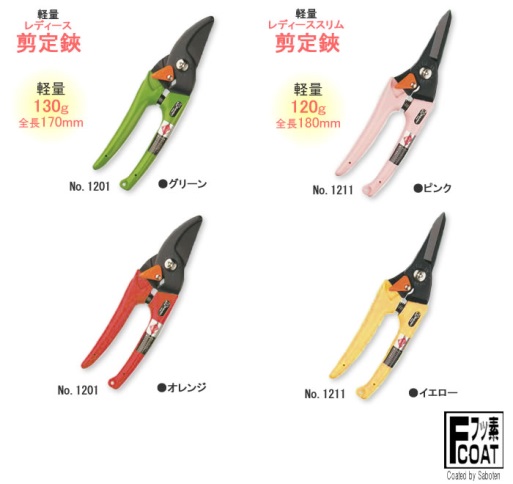 軽量
レディース
剪定鋏
軽量
130g
全長170mm
No. 1201
●グリーン
軽量
レディーススリム
剪定鋏
軽量
120g
全長180mm
No. 1211
●ピンク
No. 1201
●オレンジ
No. 1211
●イエロー
Fフッ素
COAT
Coated by Saboten